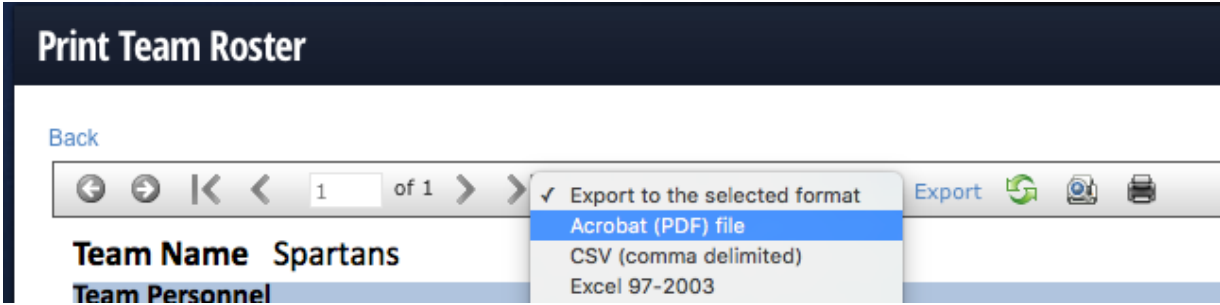 Print Team Roster
Back
1 of 1 ✓ Export to the selected format Export
Acrobat (PDF) file
Team Name Spartans CSV (comma delimited)
Team Personnel Excel 97-2003